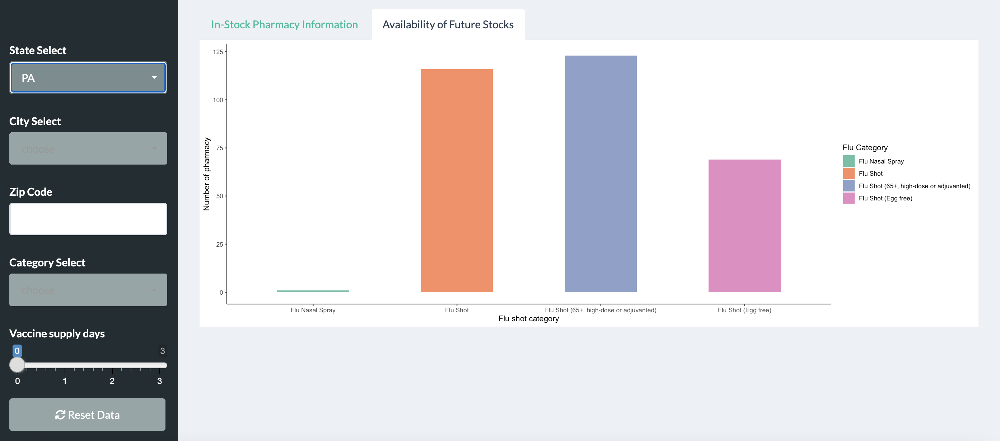 State Select
PA
City Select
choose
Zip Code
Category Select
choose
Vaccine supply days
0 3
0 1 2 3
Reset Data
In-Stock Pharmacy Information Availability of Future Stocks
Number of pharmacy
125
100
75
50
25
0
Flu Nasal Spray Flu Shot Flu Shot (65+, high-dose or adjuvanted) Flu Shot (Egg free)
Flu shot category
Flu Category
Flu Nasal Spray
Flu Shot
Flu Shot (65+, high-dose or adjuvanted)
Flu Shot (Egg free)